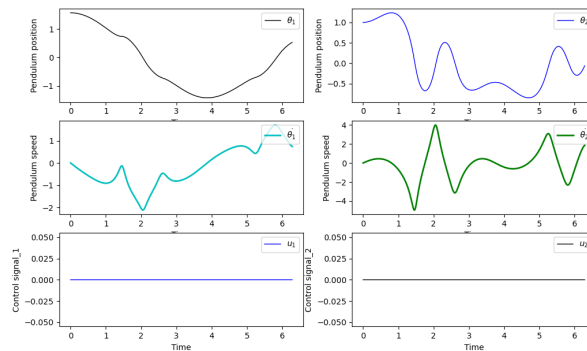 Pendulum position
1
0
−1
θ₁
0 1 2 3 4 5 6
Pendulum position
1.0
0.5
0.0
−0.5
θ₂
0 1 2 3 4 5 6
Pendulum speed
1
0
−1
−2
θ̇₁
0 1 2 3 4 5 6
Pendulum speed
4
2
0
−2
−4
0 1 2 3 4 5 6
Control signal_1
0.050
0.025
0.000
−0.025
−0.050
u₁
0 1 2 3 4 5 6
Time
Control signal_2
0.050
0.025
0.000
−0.025
−0.050
u₂
0 1 2 3 4 5 6
Time